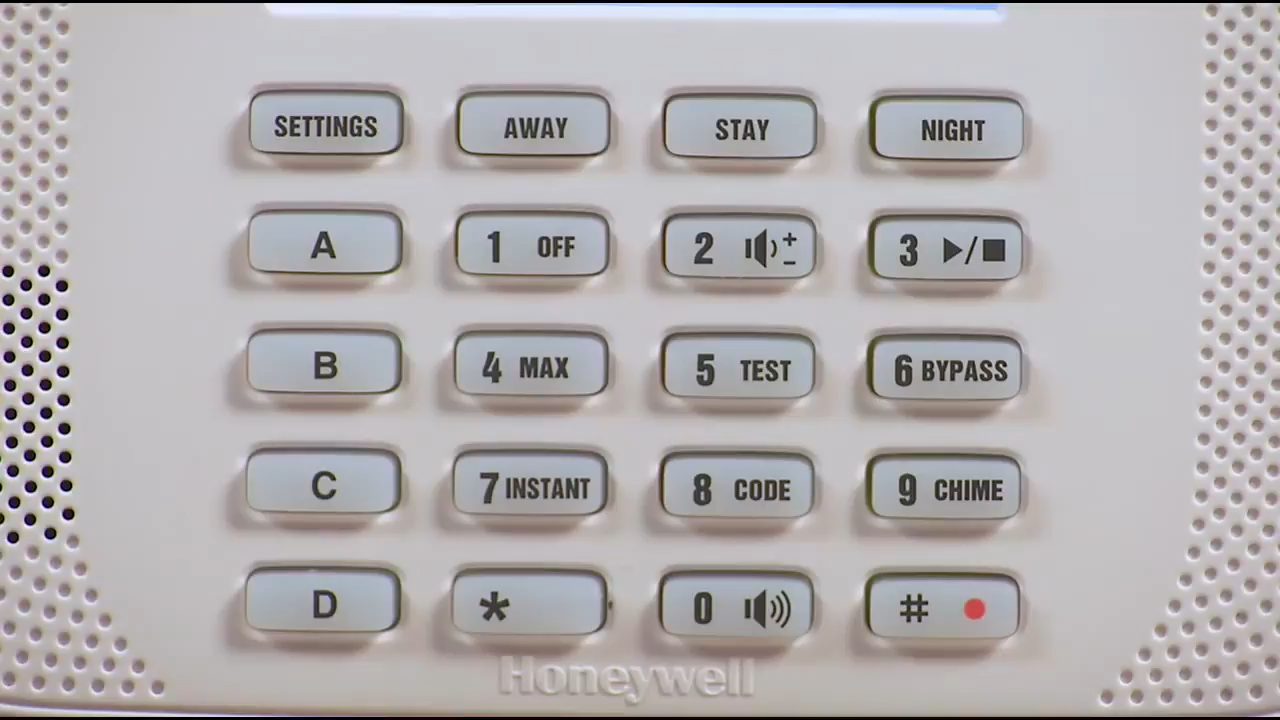 SETTINGS AWAY STAY NIGHT
A 1 OFF 2 + - 3 /
B 4 MAX 5 TEST 6 BYPASS
C 7 INSTANT 8 CODE 9 CHIME
D * 0 #
Honeywell